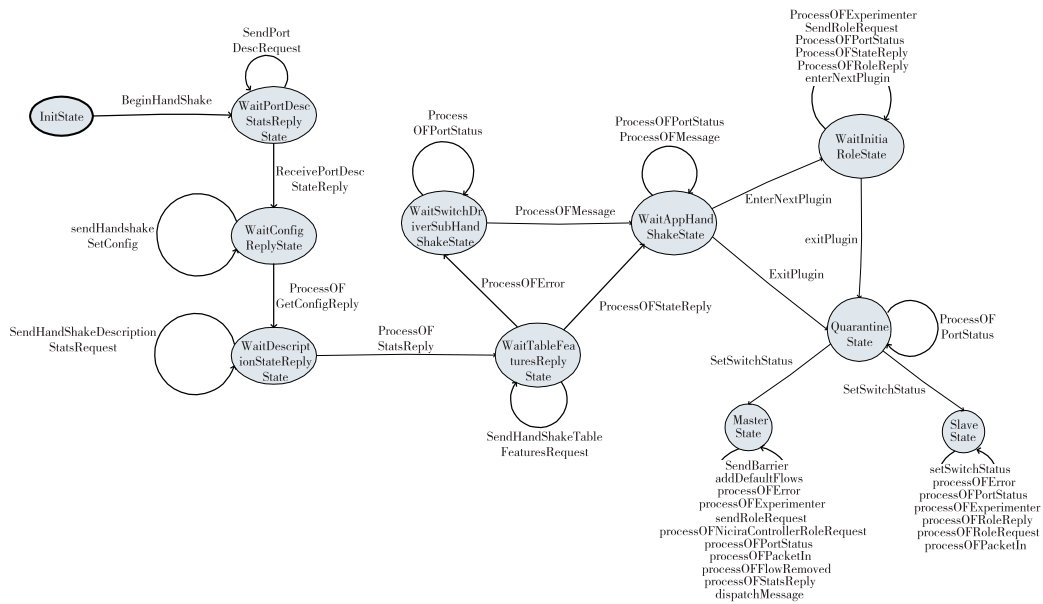 ProcessOFExperimenter
SendRoleRequest
ProcessOFPortStatus
ProcessOFStateReply
ProcessOFRoleReply
enterNextPlugin
SendPort
DescRequest
BeginHandShake
InitState
WaitPortDesc
StatsReply
State
Process
OFPortStatus
ProcessOFPortStatus
ProcessOFMessage
WaitInitia
RoleState
ReceivePortDesc
StateReply
EnterNextPlugin
WaitSwitchDr
iverSubHand
ShakeState
ProcessOFMessage
WaitAppHand
ShakeState
sendHandshake
SetConfig
WaitConfig
ReplyState
exitPlugin
ExitPlugin
ProcessOF
GetConfigReply
ProcessOFError
ProcessOFStateReply
SendHandShakeDescription
StatsRequest
WaitDescript
ionStateReply
State
ProcessOF
StatsReply
WaitTableFea
turesReply
State
Quarantine
State
ProcessOF
PortStatus
SetSwitchStatus
SetSwitchStatus
SendHandShakeTable
FeaturesRequest
Master
State
Slave
State
SendBarrier
addDefaultFlows
processOFError
processOFExperimenter
sendRoleRequest
processOFNiciraControllerRoleRequest
processOFPortStatus
processOFPacketIn
processOFFlowRemoved
processOFStatsReply
dispatchMessage
setSwitchStatus
processOFError
processOFPortStatus
processOFExperimenter
processOFRoleReply
processOFRoleRequest
processOFPacketIn